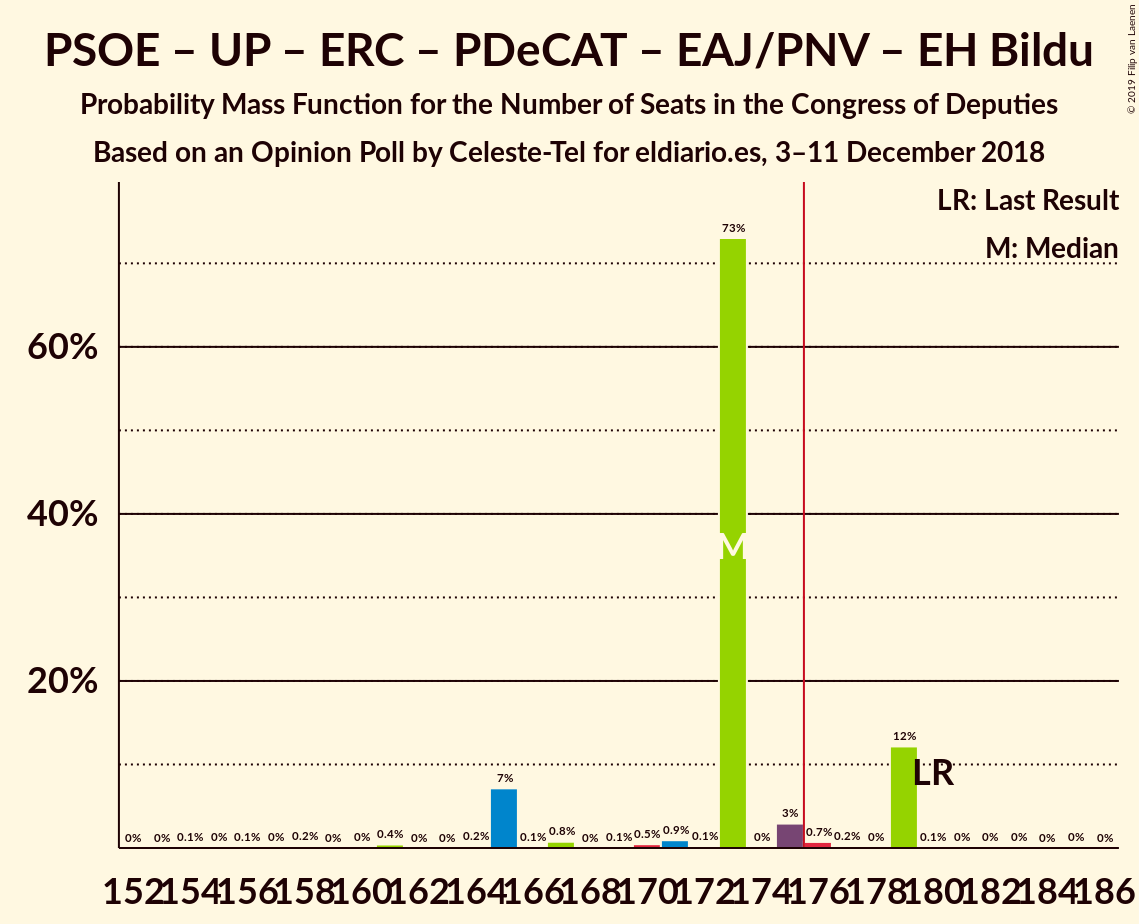 PSOE – UP – ERC – PDeCAT – EAJ/PNV – EH Bildu
Probability Mass Function for the Number of Seats in the Congress of Deputies
Based on an Opinion Poll by Celeste-Tel for eldiario.es, 3–11 December 2018
© 2019 Filip van Laenen
LR: Last Result
M: Median
60%
40%
20%
0% 0% 0.1% 0% 0.1% 0% 0.2% 0% 0% 0.4% 0% 0% 0.2% 7% 0.1% 0.8% 0% 0.1% 0.5% 0.9% 0.1% 73% 0% 3% 0.7% 0.2% 0% 12% 0.1% 0% 0% 0% 0% 0% 0%
M
LR
152 154 156 158 160 162 164 166 168 170 172 174 176 178 180 182 184 186